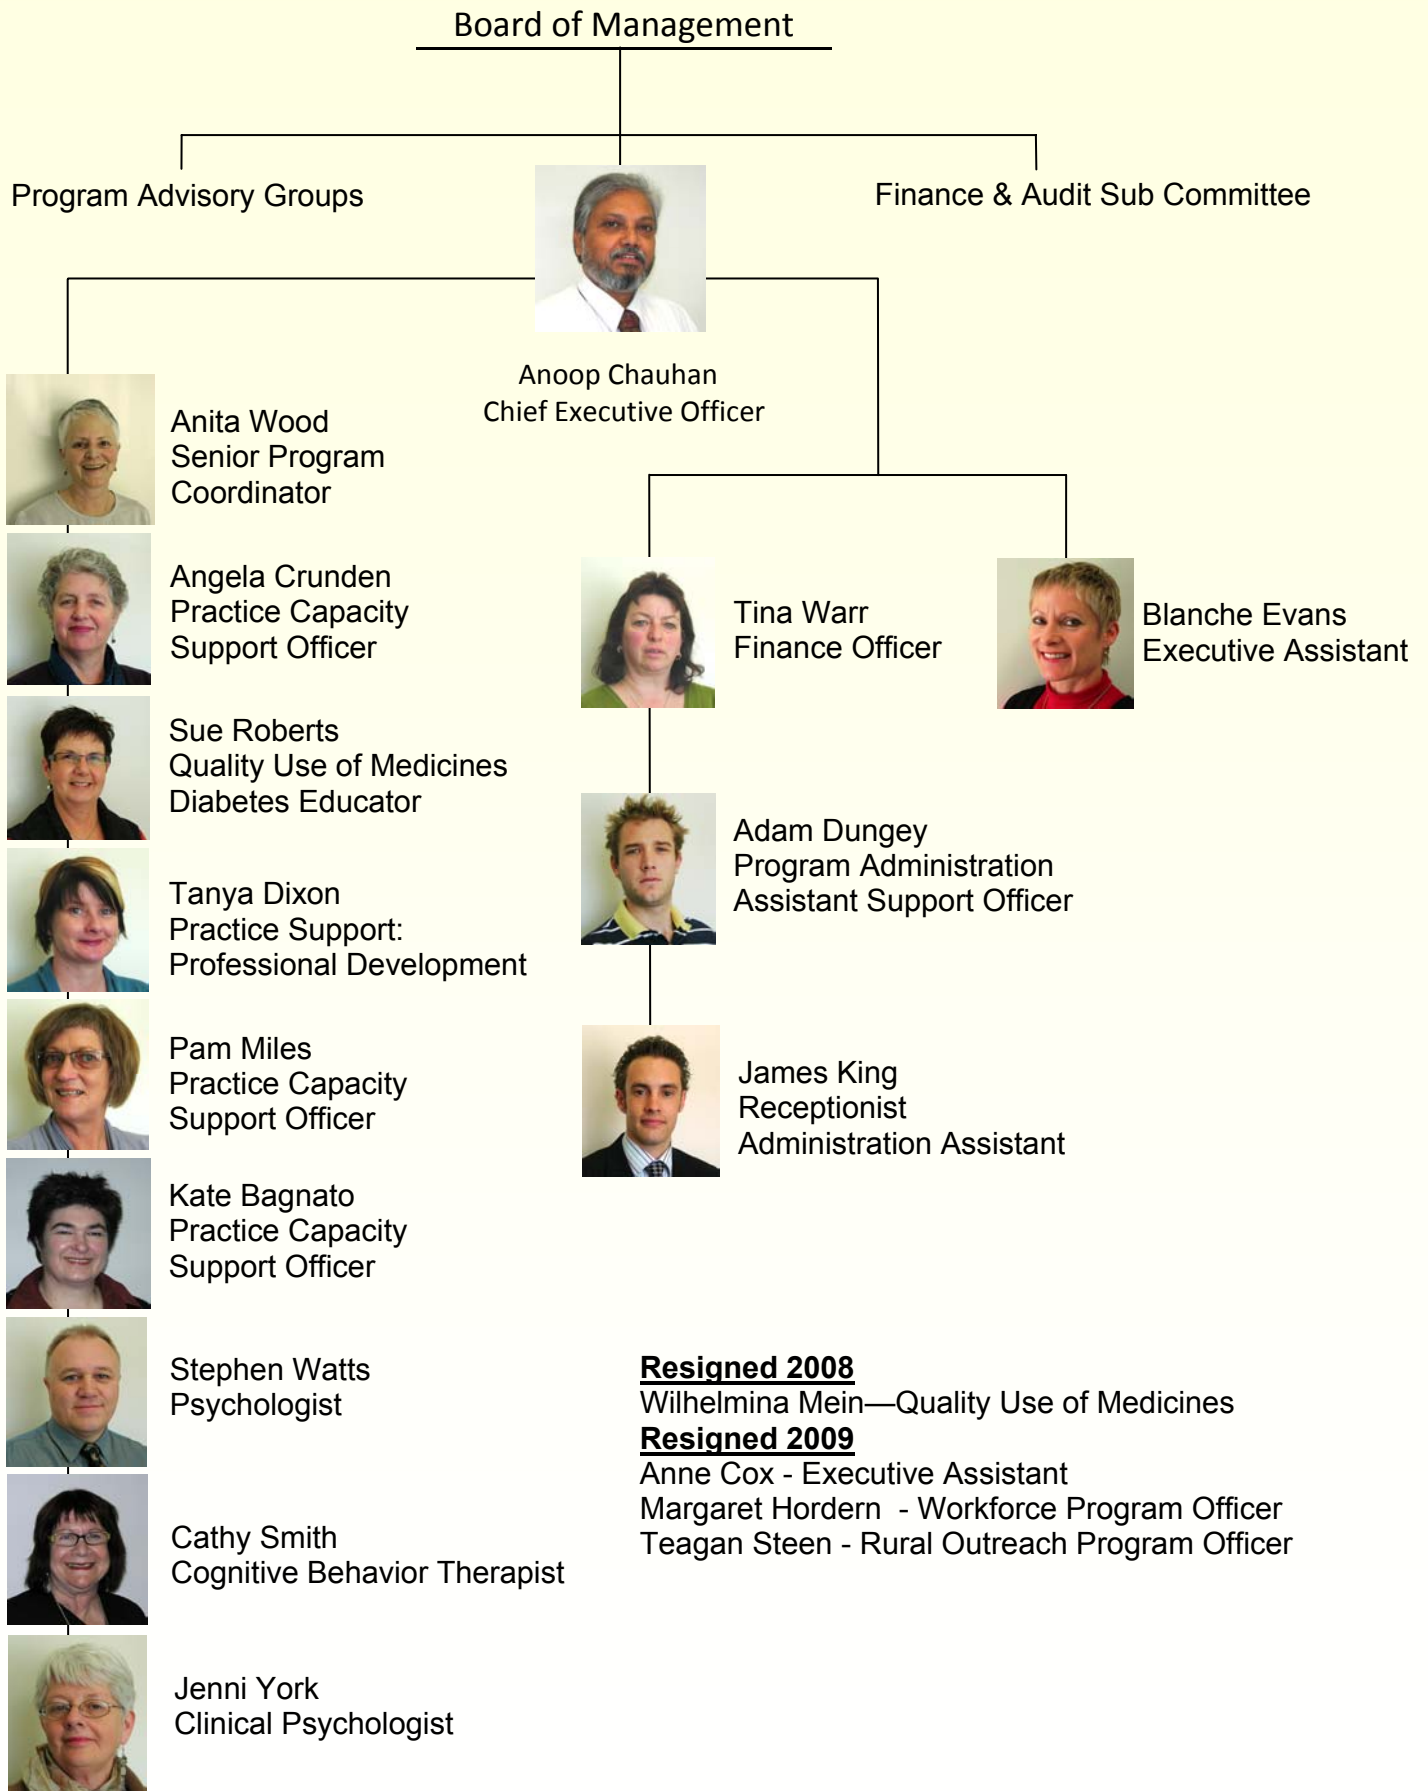 Board of Management
Program Advisory Groups
Finance & Audit Sub Committee
Anoop Chauhan
Chief Executive Officer
Anita Wood
Senior Program
Coordinator
Angela Crunden
Practice Capacity
Support Officer
Sue Roberts
Quality Use of Medicines
Diabetes Educator
Tanya Dixon
Practice Support:
Professional Development
Pam Miles
Practice Capacity
Support Officer
Kate Bagnato
Practice Capacity
Support Officer
Stephen Watts
Psychologist
Cathy Smith
Cognitive Behavior Therapist
Jenni York
Clinical Psychologist
Tina Warr
Finance Officer
Blanche Evans
Executive Assistant
Adam Dungey
Program Administration
Assistant Support Officer
James King
Receptionist
Administration Assistant
Resigned 2008
Wilhelmina Mein—Quality Use of Medicines
Resigned 2009
Anne Cox - Executive Assistant
Margaret Hordern  - Workforce Program Officer
Teagan Steen - Rural Outreach Program Officer